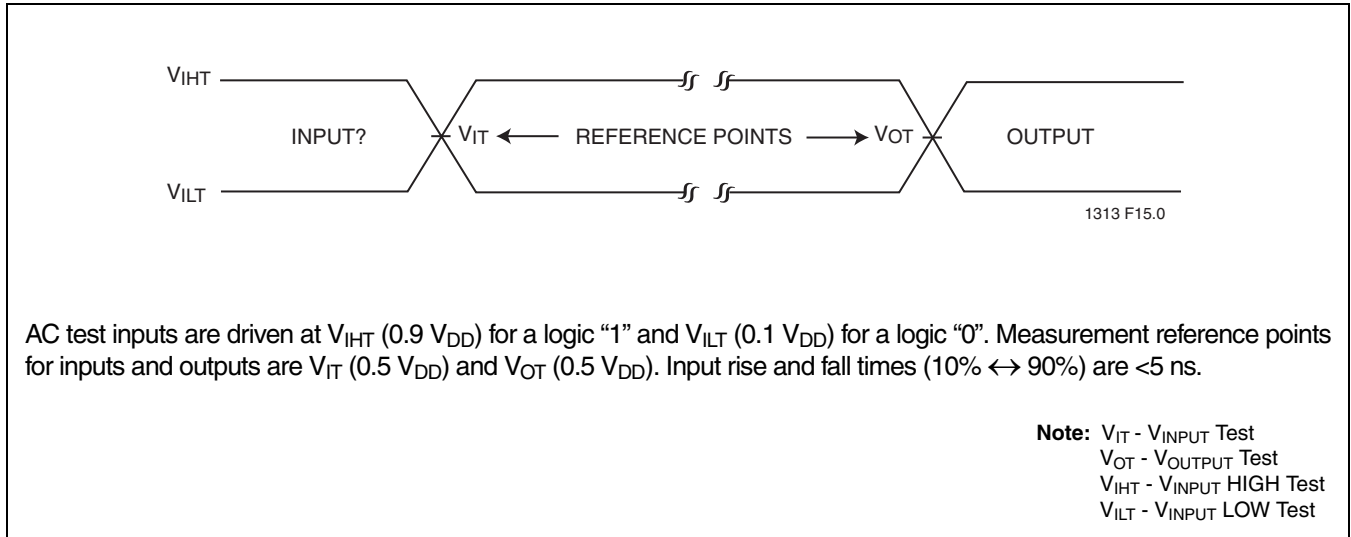 VIHT
INPUT? VIT REFERENCE POINTS VOT OUTPUT
VILT
1313 F15.0
AC test inputs are driven at VIHT (0.9 VDD) for a logic “1” and VILT (0.1 VDD) for a logic “0”. Measurement reference points
for inputs and outputs are VIT (0.5 VDD) and VOT (0.5 VDD). Input rise and fall times (10% ↔ 90%) are <5 ns.
Note: VIT - VINPUT Test
VOT - VOUTPUT Test
VIHT - VINPUT HIGH Test
VILT - VINPUT LOW Test